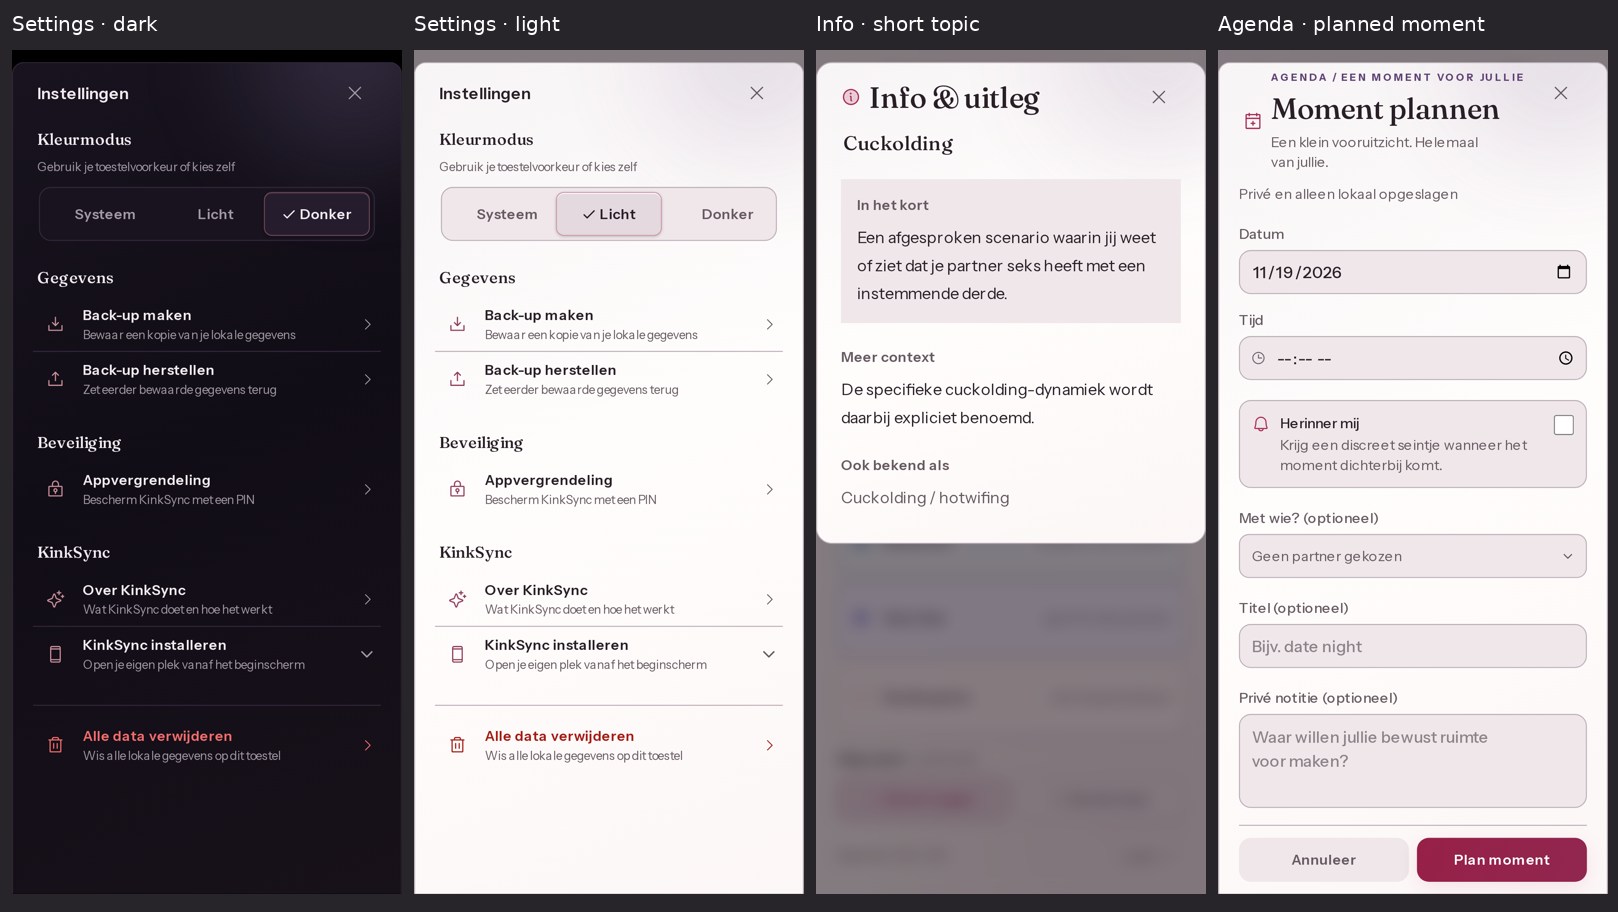 Settings · dark
Instellingen
Kleurmodus
Gebruik je toestelvoorkeur of kies zelf
Systeem
Licht
Donker
Gegevens
Back-up maken
Bewaar een kopie van je lokale gegevens
Back-up herstellen
Zet eerder bewaarde gegevens terug
Beveiliging
Appvergrendeling
Bescherm KinkSync met een PIN
KinkSync
Over KinkSync
Wat KinkSync doet en hoe het werkt
KinkSync installeren
Open je eigen plek vanaf het beginscherm
Alle data verwijderen
Wis alle lokale gegevens op dit toestel
Settings · light
Instellingen
Kleurmodus
Gebruik je toestelvoorkeur of kies zelf
Systeem
Licht
Donker
Gegevens
Back-up maken
Bewaar een kopie van je lokale gegevens
Back-up herstellen
Zet eerder bewaarde gegevens terug
Beveiliging
Appvergrendeling
Bescherm KinkSync met een PIN
KinkSync
Over KinkSync
Wat KinkSync doet en hoe het werkt
KinkSync installeren
Open je eigen plek vanaf het beginscherm
Alle data verwijderen
Wis alle lokale gegevens op dit toestel
Info · short topic
Info & uitleg
Cuckolding
In het kort
Een afgesproken scenario waarin jij weet
of ziet dat je partner seks heeft met een
instemmende derde.
Meer context
De specifieke cuckolding-dynamiek wordt
daarbij expliciet benoemd.
Ook bekend als
Cuckolding / hotwifing
Agenda · planned moment
AGENDA / EEN MOMENT VOOR JULLIE
Moment plannen
Een klein vooruitzicht. Helemaal
van jullie.
Privé en alleen lokaal opgeslagen
Datum
11/19/2026
Tijd
--:-- --
Herinner mij
Krijg een discreet seintje wanneer het
moment dichterbij komt.
Met wie? (optioneel)
Geen partner gekozen
Titel (optioneel)
Bijv. date night
Privé notitie (optioneel)
Waar willen jullie bewust ruimte
voor maken?
Annuleer
Plan moment